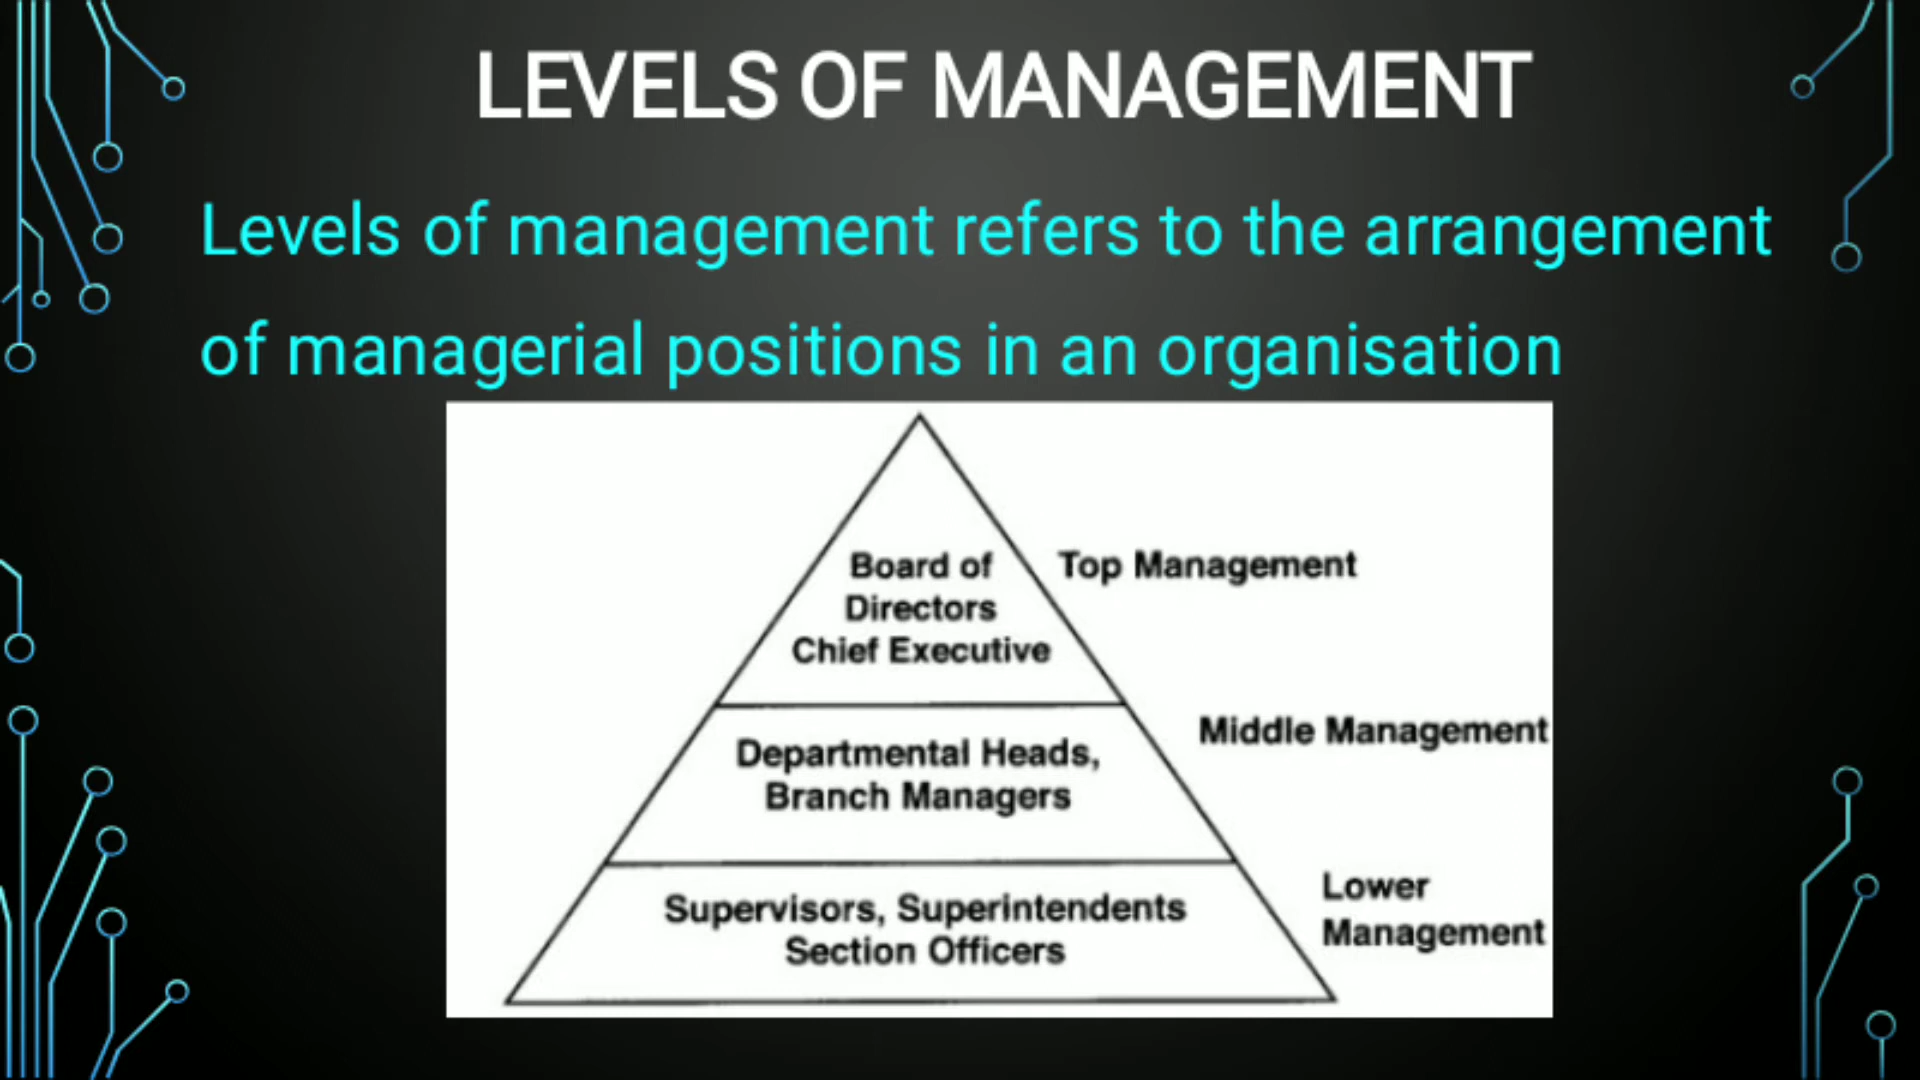 LEVELS OF MANAGEMENT
Levels of management refers to the arrangement
of managerial positions in an organisation
Board of
Directors
Chief Executive
Top Management
Departmental Heads,
Branch Managers
Middle Management
Supervisors, Superintendents
Section Officers
Lower
Management